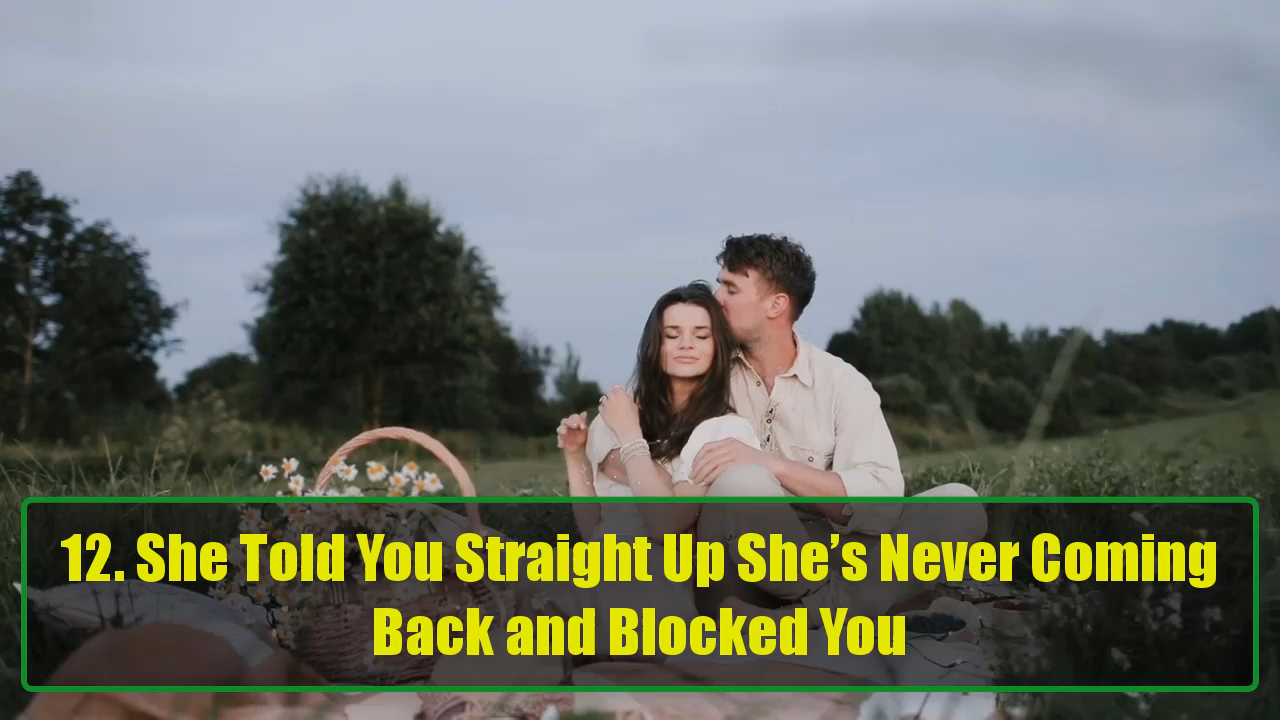 12. She Told You Straight Up She’s Never Coming
Back and Blocked You